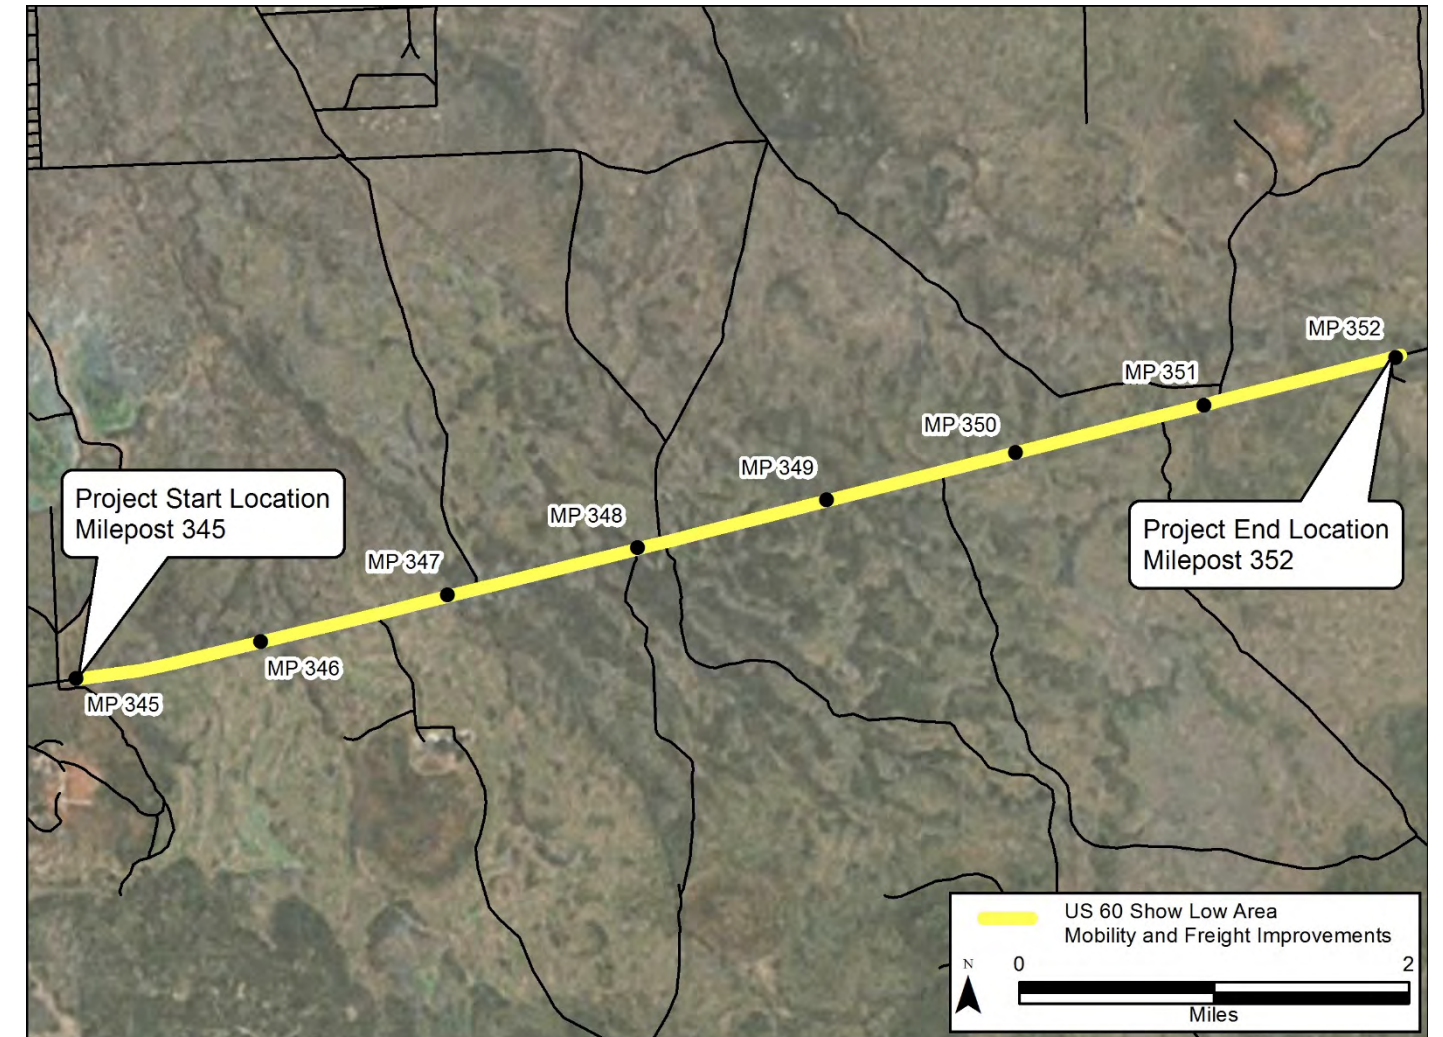 MP 352
MP 351
MP 350
MP 349
MP 348
MP 347
MP 346
MP 345
Project Start Location
Milepost 345
Project End Location
Milepost 352
US 60 Show Low Area
Mobility and Freight Improvements
N
0 2
Miles